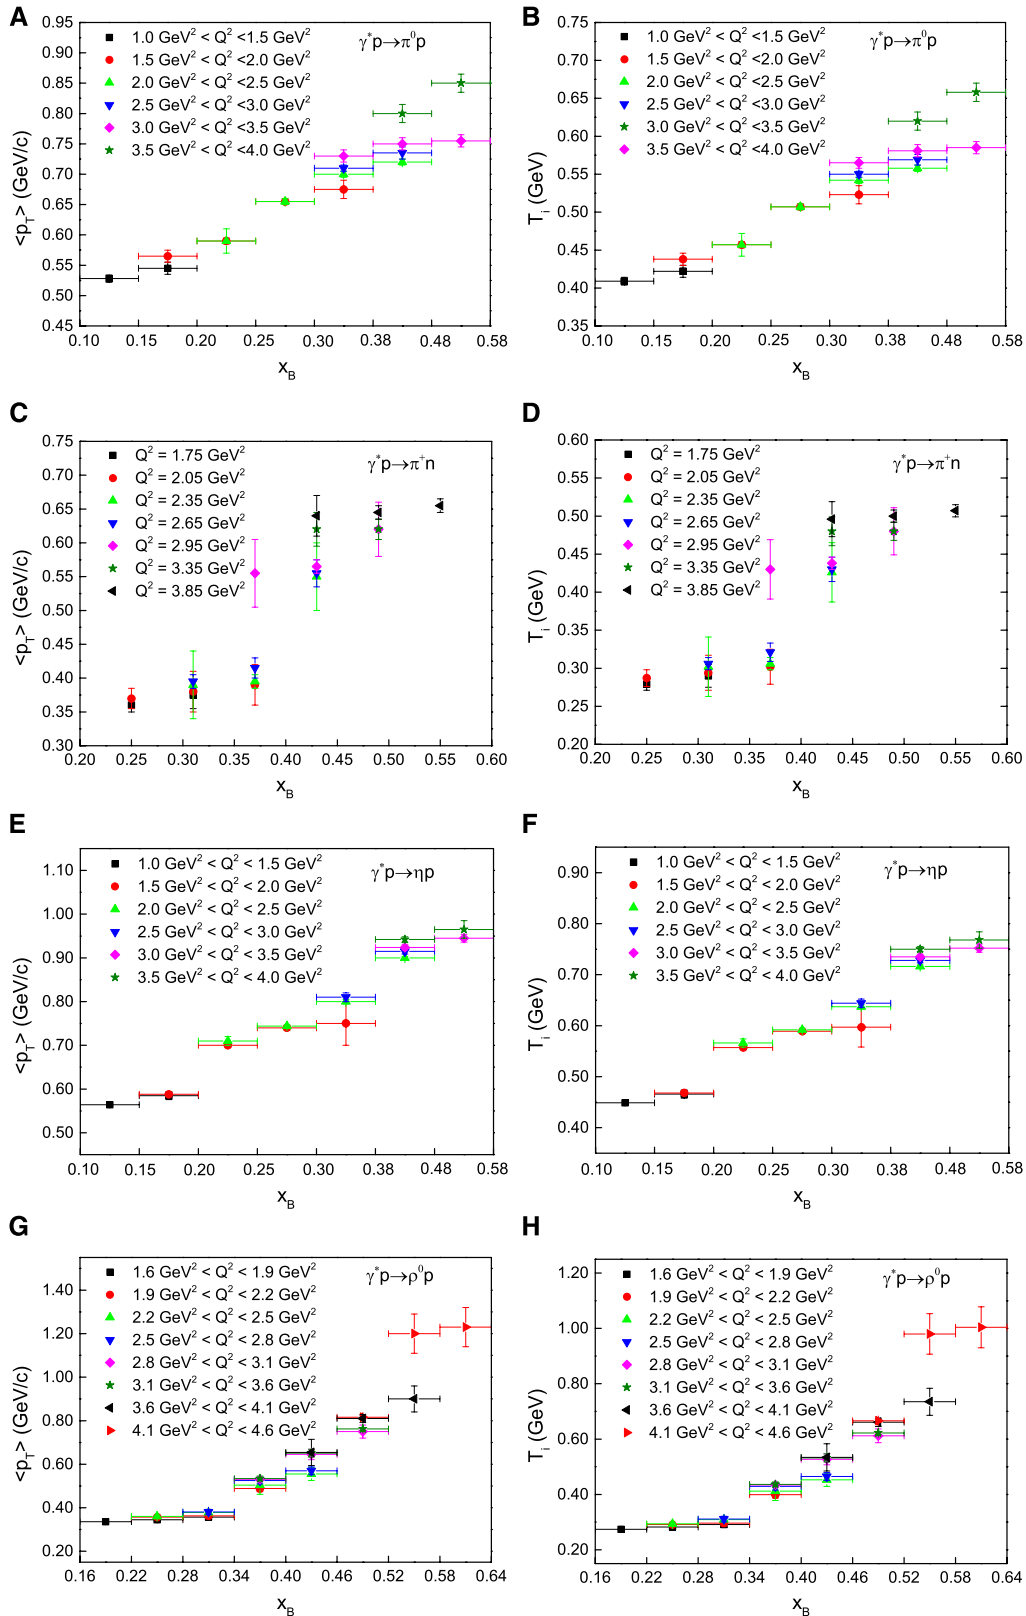 A
0.95
0.90
0.85
0.80
0.75
0.70
0.65
0.60
0.55
0.50
0.45
<p_T> (GeV/c)
1.0 GeV² < Q² <1.5 GeV²
1.5 GeV² < Q² <2.0 GeV²
2.0 GeV² < Q² <2.5 GeV²
2.5 GeV² < Q² <3.0 GeV²
3.0 GeV² < Q² <3.5 GeV²
3.5 GeV² < Q² <4.0 GeV²
γ*p→π⁰p
0.10 0.15 0.20 0.25 0.30 0.38 0.48 0.58
x_B
B
0.75
0.70
0.65
0.60
0.55
0.50
0.45
0.40
0.35
T_i (GeV)
1.0 GeV² < Q² <1.5 GeV²
1.5 GeV² < Q² <2.0 GeV²
2.0 GeV² < Q² <2.5 GeV²
2.5 GeV² < Q² <3.0 GeV²
3.0 GeV² < Q² <3.5 GeV²
3.5 GeV² < Q² <4.0 GeV²
γ*p→π⁰p
0.10 0.15 0.20 0.25 0.30 0.38 0.48 0.58
x_B
C
0.75
0.70
0.65
0.60
0.55
0.50
0.45
0.40
0.35
0.30
<p_T> (GeV/c)
Q² = 1.75 GeV²
Q² = 2.05 GeV²
Q² = 2.35 GeV²
Q² = 2.65 GeV²
Q² = 2.95 GeV²
Q² = 3.35 GeV²
Q² = 3.85 GeV²
γ*p→π⁺n
0.20 0.25 0.30 0.35 0.40 0.45 0.50 0.55 0.60
x_B
D
0.60
0.55
0.50
0.45
0.40
0.35
0.30
0.25
0.20
T_i (GeV)
Q² = 1.75 GeV²
Q² = 2.05 GeV²
Q² = 2.35 GeV²
Q² = 2.65 GeV²
Q² = 2.95 GeV²
Q² = 3.35 GeV²
Q² = 3.85 GeV²
γ*p→π⁺n
0.20 0.25 0.30 0.35 0.40 0.45 0.50 0.55 0.60
x_B
E
1.10
1.00
0.90
0.80
0.70
0.60
0.50
<p_T> (GeV/c)
1.0 GeV² < Q² < 1.5 GeV²
1.5 GeV² < Q² < 2.0 GeV²
2.0 GeV² < Q² < 2.5 GeV²
2.5 GeV² < Q² < 3.0 GeV²
3.0 GeV² < Q² < 3.5 GeV²
3.5 GeV² < Q² < 4.0 GeV²
γ*p→ηp
0.10 0.15 0.20 0.25 0.30 0.38 0.48 0.58
x_B
F
0.90
0.80
0.70
0.60
0.50
0.40
T_i (GeV)
1.0 GeV² < Q² < 1.5 GeV²
1.5 GeV² < Q² < 2.0 GeV²
2.0 GeV² < Q² < 2.5 GeV²
2.5 GeV² < Q² < 3.0 GeV²
3.0 GeV² < Q² < 3.5 GeV²
3.5 GeV² < Q² < 4.0 GeV²
γ*p→ηp
0.10 0.15 0.20 0.25 0.30 0.38 0.48 0.58
x_B
G
1.40
1.20
1.00
0.80
0.60
0.40
0.20
<p_T> (GeV/c)
1.6 GeV² < Q² < 1.9 GeV²
1.9 GeV² < Q² < 2.2 GeV²
2.2 GeV² < Q² < 2.5 GeV²
2.5 GeV² < Q² < 2.8 GeV²
2.8 GeV² < Q² < 3.1 GeV²
3.1 GeV² < Q² < 3.6 GeV²
3.6 GeV² < Q² < 4.1 GeV²
4.1 GeV² < Q² < 4.6 GeV²
γ*p→ρ⁰p
0.16 0.22 0.28 0.34 0.40 0.46 0.52 0.58 0.64
x_B
H
1.20
1.00
0.80
0.60
0.40
0.20
T_i (GeV)
1.6 GeV² < Q² < 1.9 GeV²
1.9 GeV² < Q² < 2.2 GeV²
2.2 GeV² < Q² < 2.5 GeV²
2.5 GeV² < Q² < 2.8 GeV²
2.8 GeV² < Q² < 3.1 GeV²
3.1 GeV² < Q² < 3.6 GeV²
3.6 GeV² < Q² < 4.1 GeV²
4.1 GeV² < Q² < 4.6 GeV²
γ*p→ρ⁰p
0.16 0.22 0.28 0.34 0.40 0.46 0.52 0.58 0.64
x_B